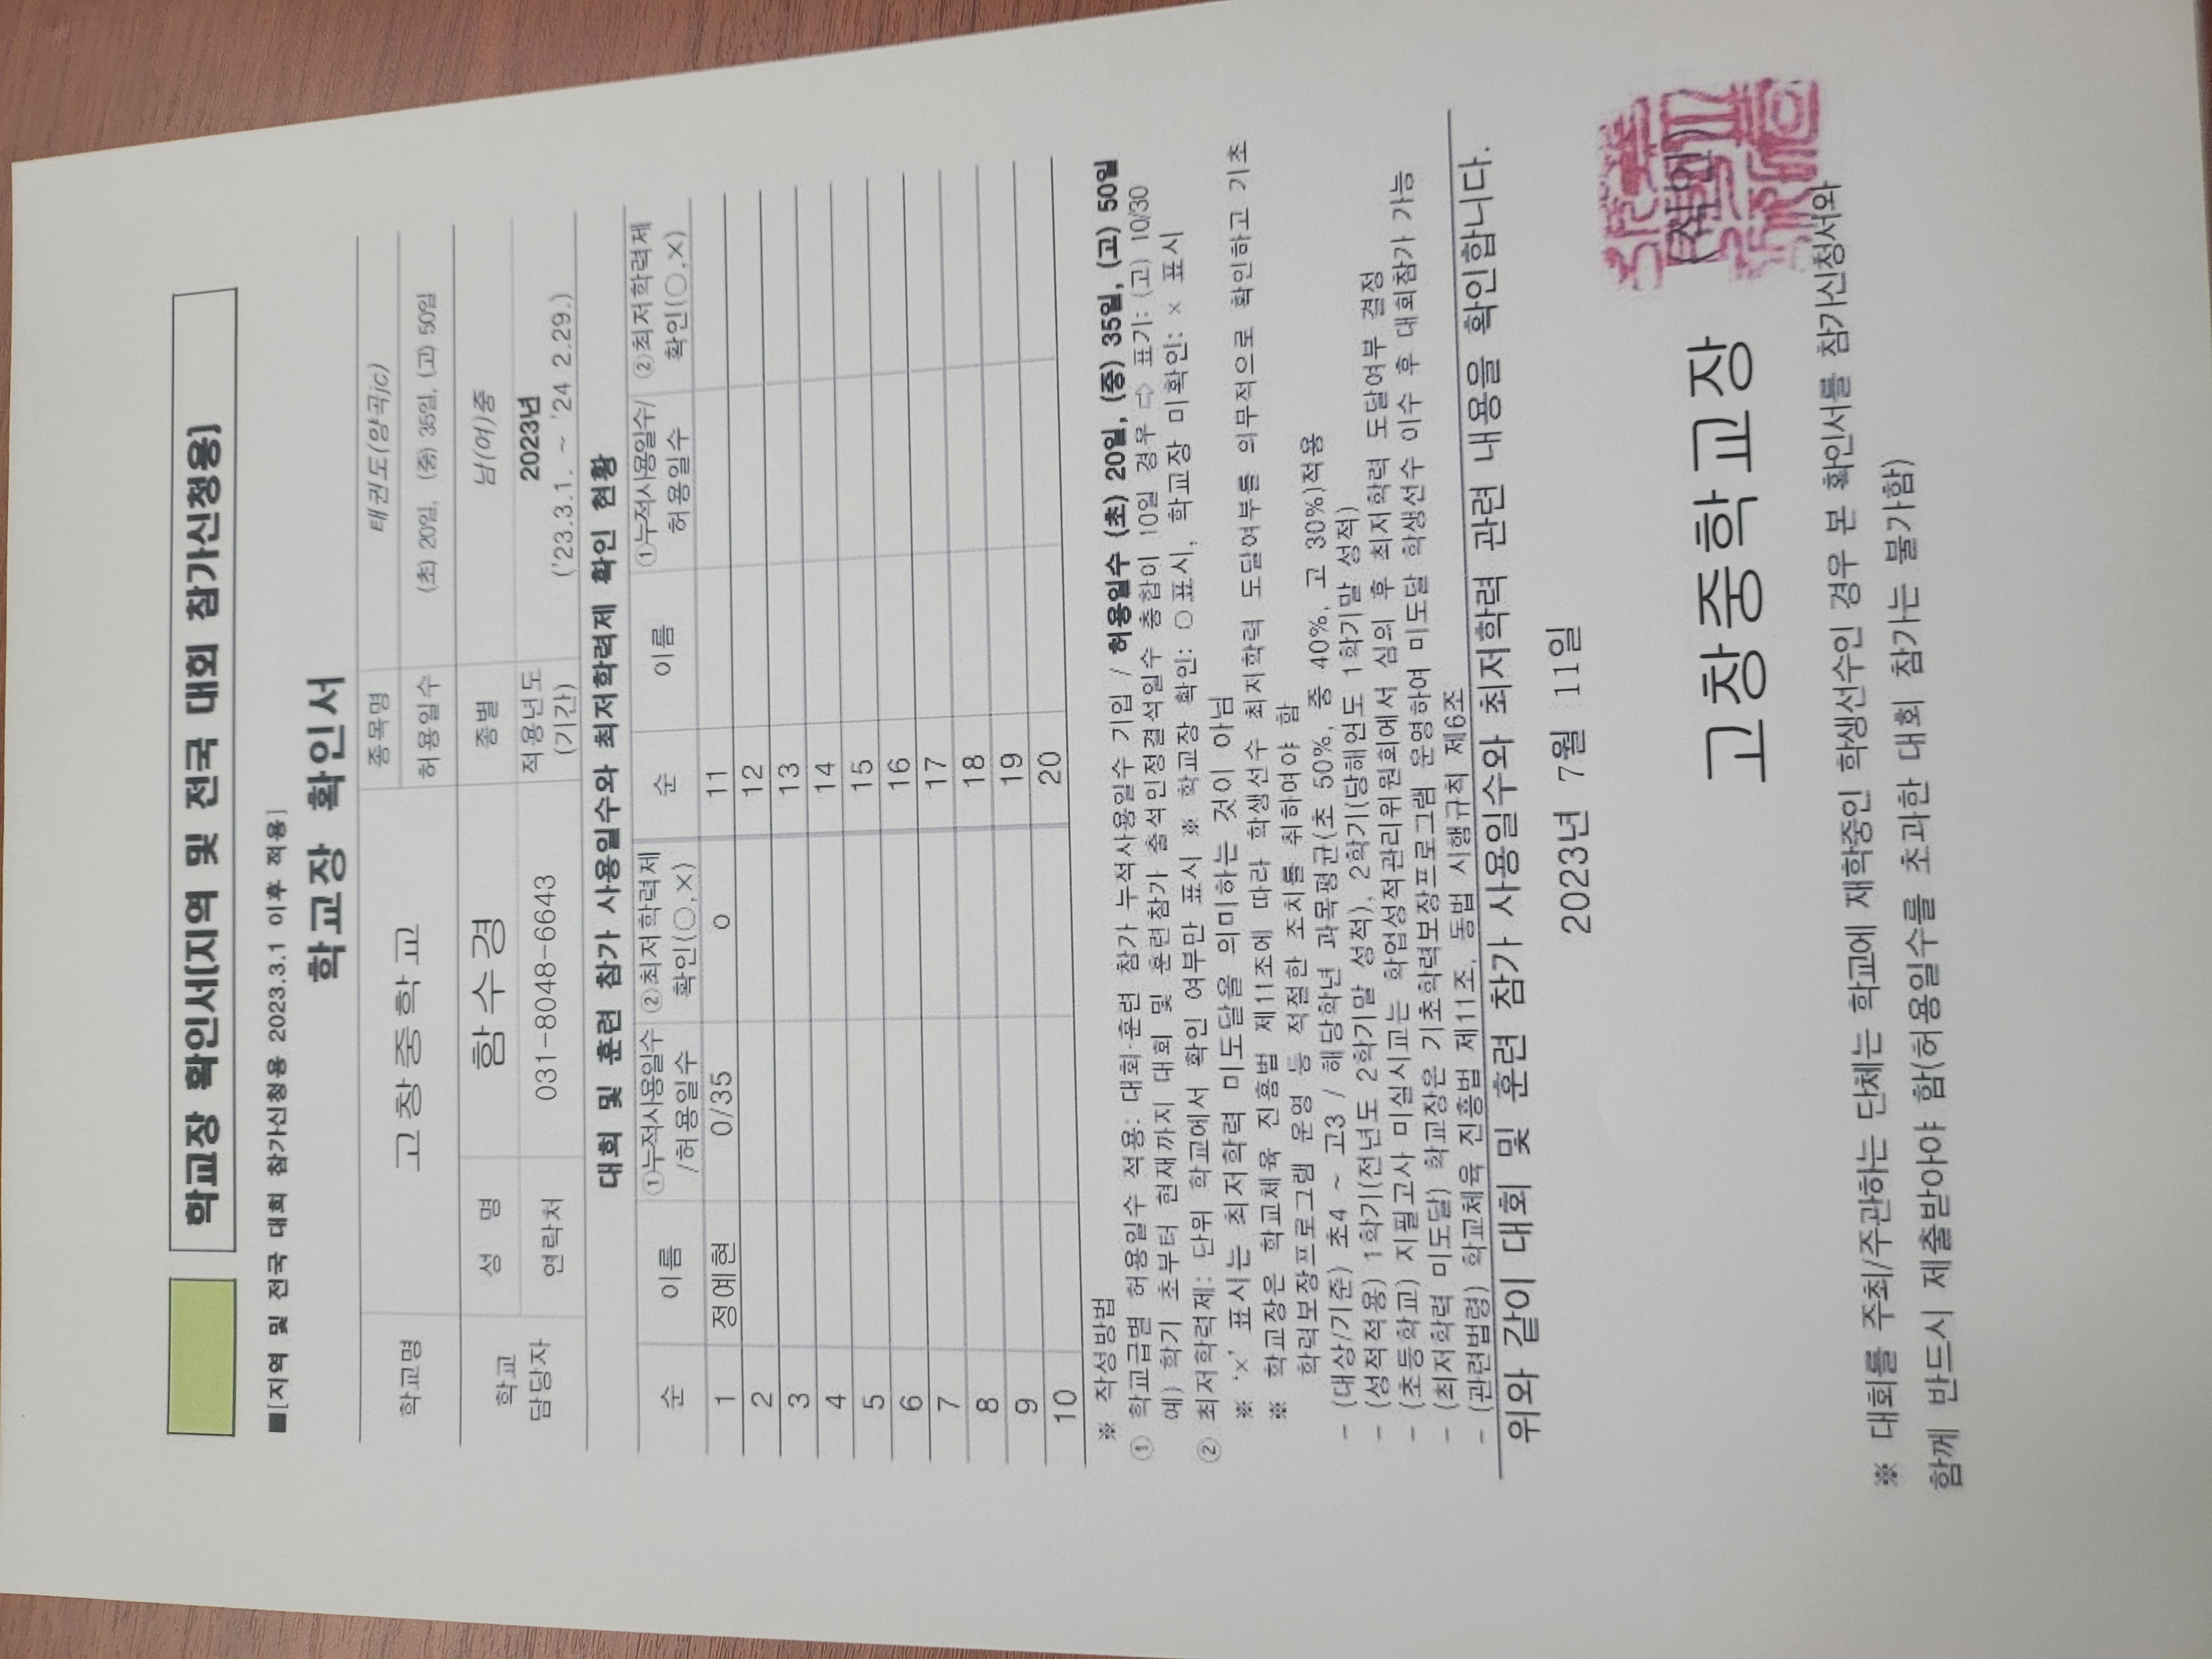 학교장 확인서[지역 및 전국 대회 참가신청용]
■[지역 및 전국 대회 참가신청용 2023.3.1 이후 적용]
학교장 확인서
학교명 고창중학교 종목명 태권도(양곡jc)
허용일수 (초) 20일, (중) 35일, (고) 50일
학교 담당자 성 명 함수경 종별 남(여)중
연락처 031-8048-6643 적용년도 (기간) 2023년
('23.3.1. ~ '24 2.29.)
대회 및 훈련 참가 사용일수와 최저학력제 확인 현황
순 이름 ①누적사용일수/허용일수 ②최저학력제 확인(○,×) 순 이름 ①누적사용일수/허용일수 ②최저학력제 확인(○,×)
1 정예현 0/35 o 11
2 12
3 13
4 14
5 15
6 16
7 17
8 18
9 19
10 20
※ 작성방법
① 학교급별 허용일수 적용: 대회·훈련 참가 누적사용일수 기입 / 허용일수 (초) 20일, (중) 35일, (고) 50일
예) 학기 초부터 현재까지 대회 및 훈련참가 출석인정결석일수 총합이 10일 경우 ⇨ 표기: (고) 10/30
② 최저학력제: 단위 학교에서 확인 여부만 표시 ※ 학교장 확인: ○ 표시, 학교장 미확인: × 표시
※ '×' 표시는 최저학력 미도달을 의미하는 것이 아님
※ 학교장은 학교체육 진흥법 제11조에 따라 학생선수 최저학력 도달여부를 의무적으로 확인하고 기초
학력보장프로그램 운영 등 적절한 조치를 취하여야 함
- (대상/기준) 초4 ~ 고3 / 해당학년 과목평균(초 50%, 중 40%, 고 30%)적용
- (성적적용) 1학기(전년도 2학기말 성적), 2학기(당해연도 1학기말 성적)
- (초등학교) 지필고사 미실시교는 학업성적관리위원회에서 심의 후 최저학력 도달여부 결정
- (최저학력 미도달) 학교장은 기초학력보장프로그램 운영하여 미도달 학생선수 이수 후 대회참가 가능
- (관련법령) 학교체육 진흥법 제11조, 동법 시행규칙 제6조
위와 같이 대회 및 훈련 참가 사용일수와 최저학력 관련 내용을 확인합니다.
2023년 7월 11일
고창중학교장 (직인)
※ 대회를 주최/주관하는 단체는 학교에 재학중인 학생선수인 경우 본 확인서를 참가신청서와
함께 반드시 제출받아야 함(허용일수를 초과한 대회 참가는 불가함)